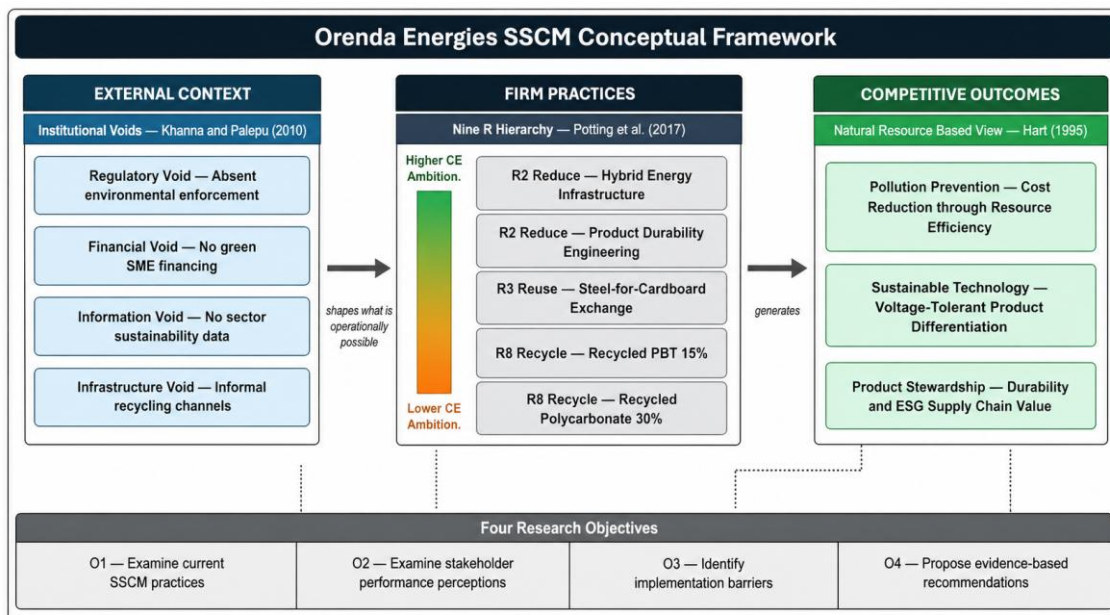 Orenda Energies SSCM Conceptual Framework
EXTERNAL CONTEXT
Institutional Voids — Khanna and Palepu (2010)
Regulatory Void — Absent
environmental enforcement
Financial Void — No green
SME financing
Information Void — No sector
sustainability data
Infrastructure Void — Informal
recycling channels
shapes what is
operationally
possible
FIRM PRACTICES
Nine R Hierarchy — Potting et al. (2017)
Higher CE
Ambition.
Lower CE
Ambition.
R2 Reduce — Hybrid Energy
Infrastructure
R2 Reduce — Product Durability
Engineering
R3 Reuse — Steel-for-Cardboard
Exchange
R8 Recycle — Recycled PBT 15%
R8 Recycle — Recycled
Polycarbonate 30%
generates
COMPETITIVE OUTCOMES
Natural Resource Based View — Hart (1995)
Pollution Prevention — Cost
Reduction through Resource
Efficiency
Sustainable Technology —
Voltage-Tolerant Product
Differentiation
Product Stewardship — Durability
and ESG Supply Chain Value
Four Research Objectives
O1 — Examine current
SSCM practices
O2 — Examine stakeholder
performance perceptions
O3 — Identify
implementation barriers
O4 — Propose evidence-based
recommendations